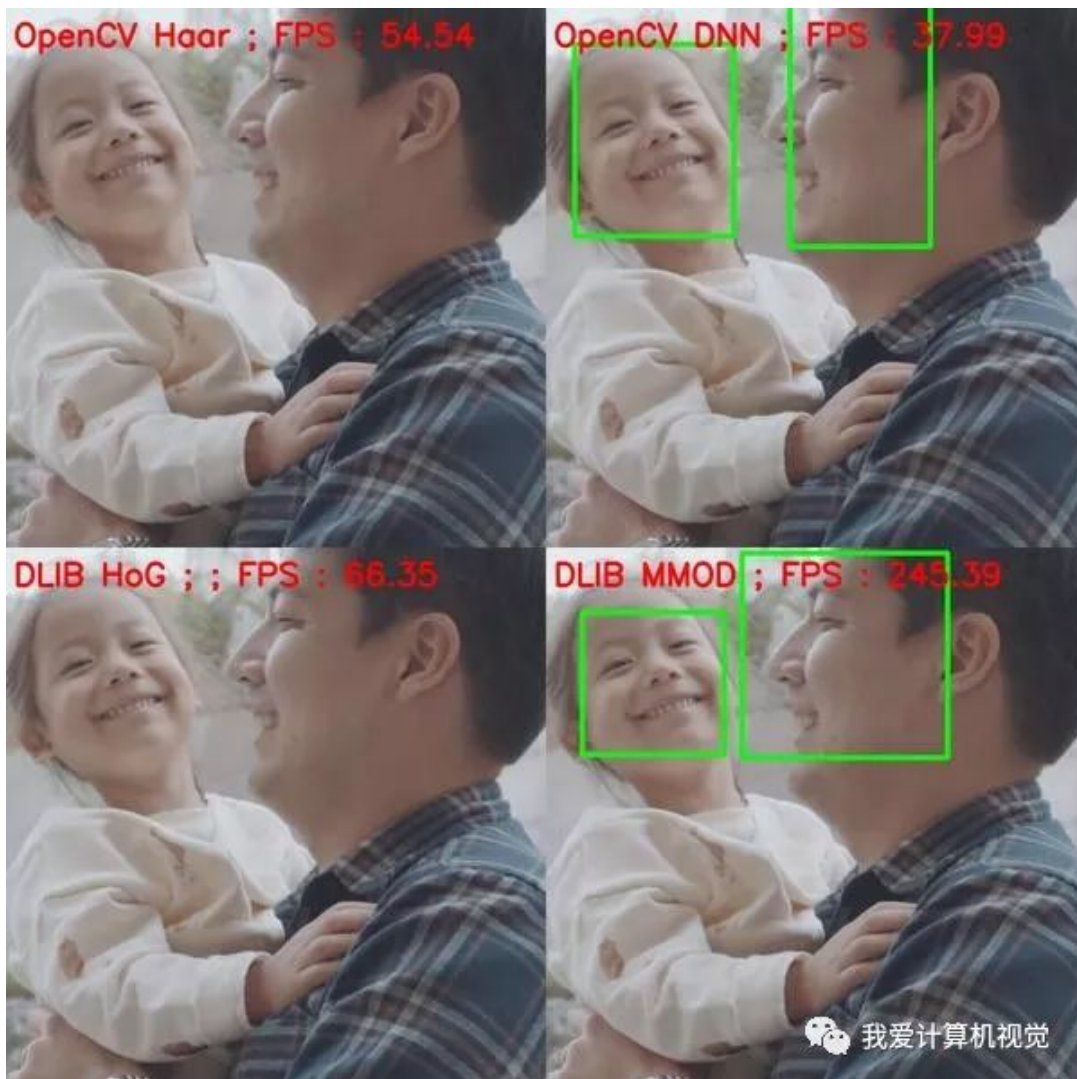 OpenCV Haar ; FPS : 54.54
OpenCV DNN ; FPS : 37.99
DLIB HoG ; ; FPS : 66.35
DLIB MMOD ; FPS : 245.39
我爱计算机视觉